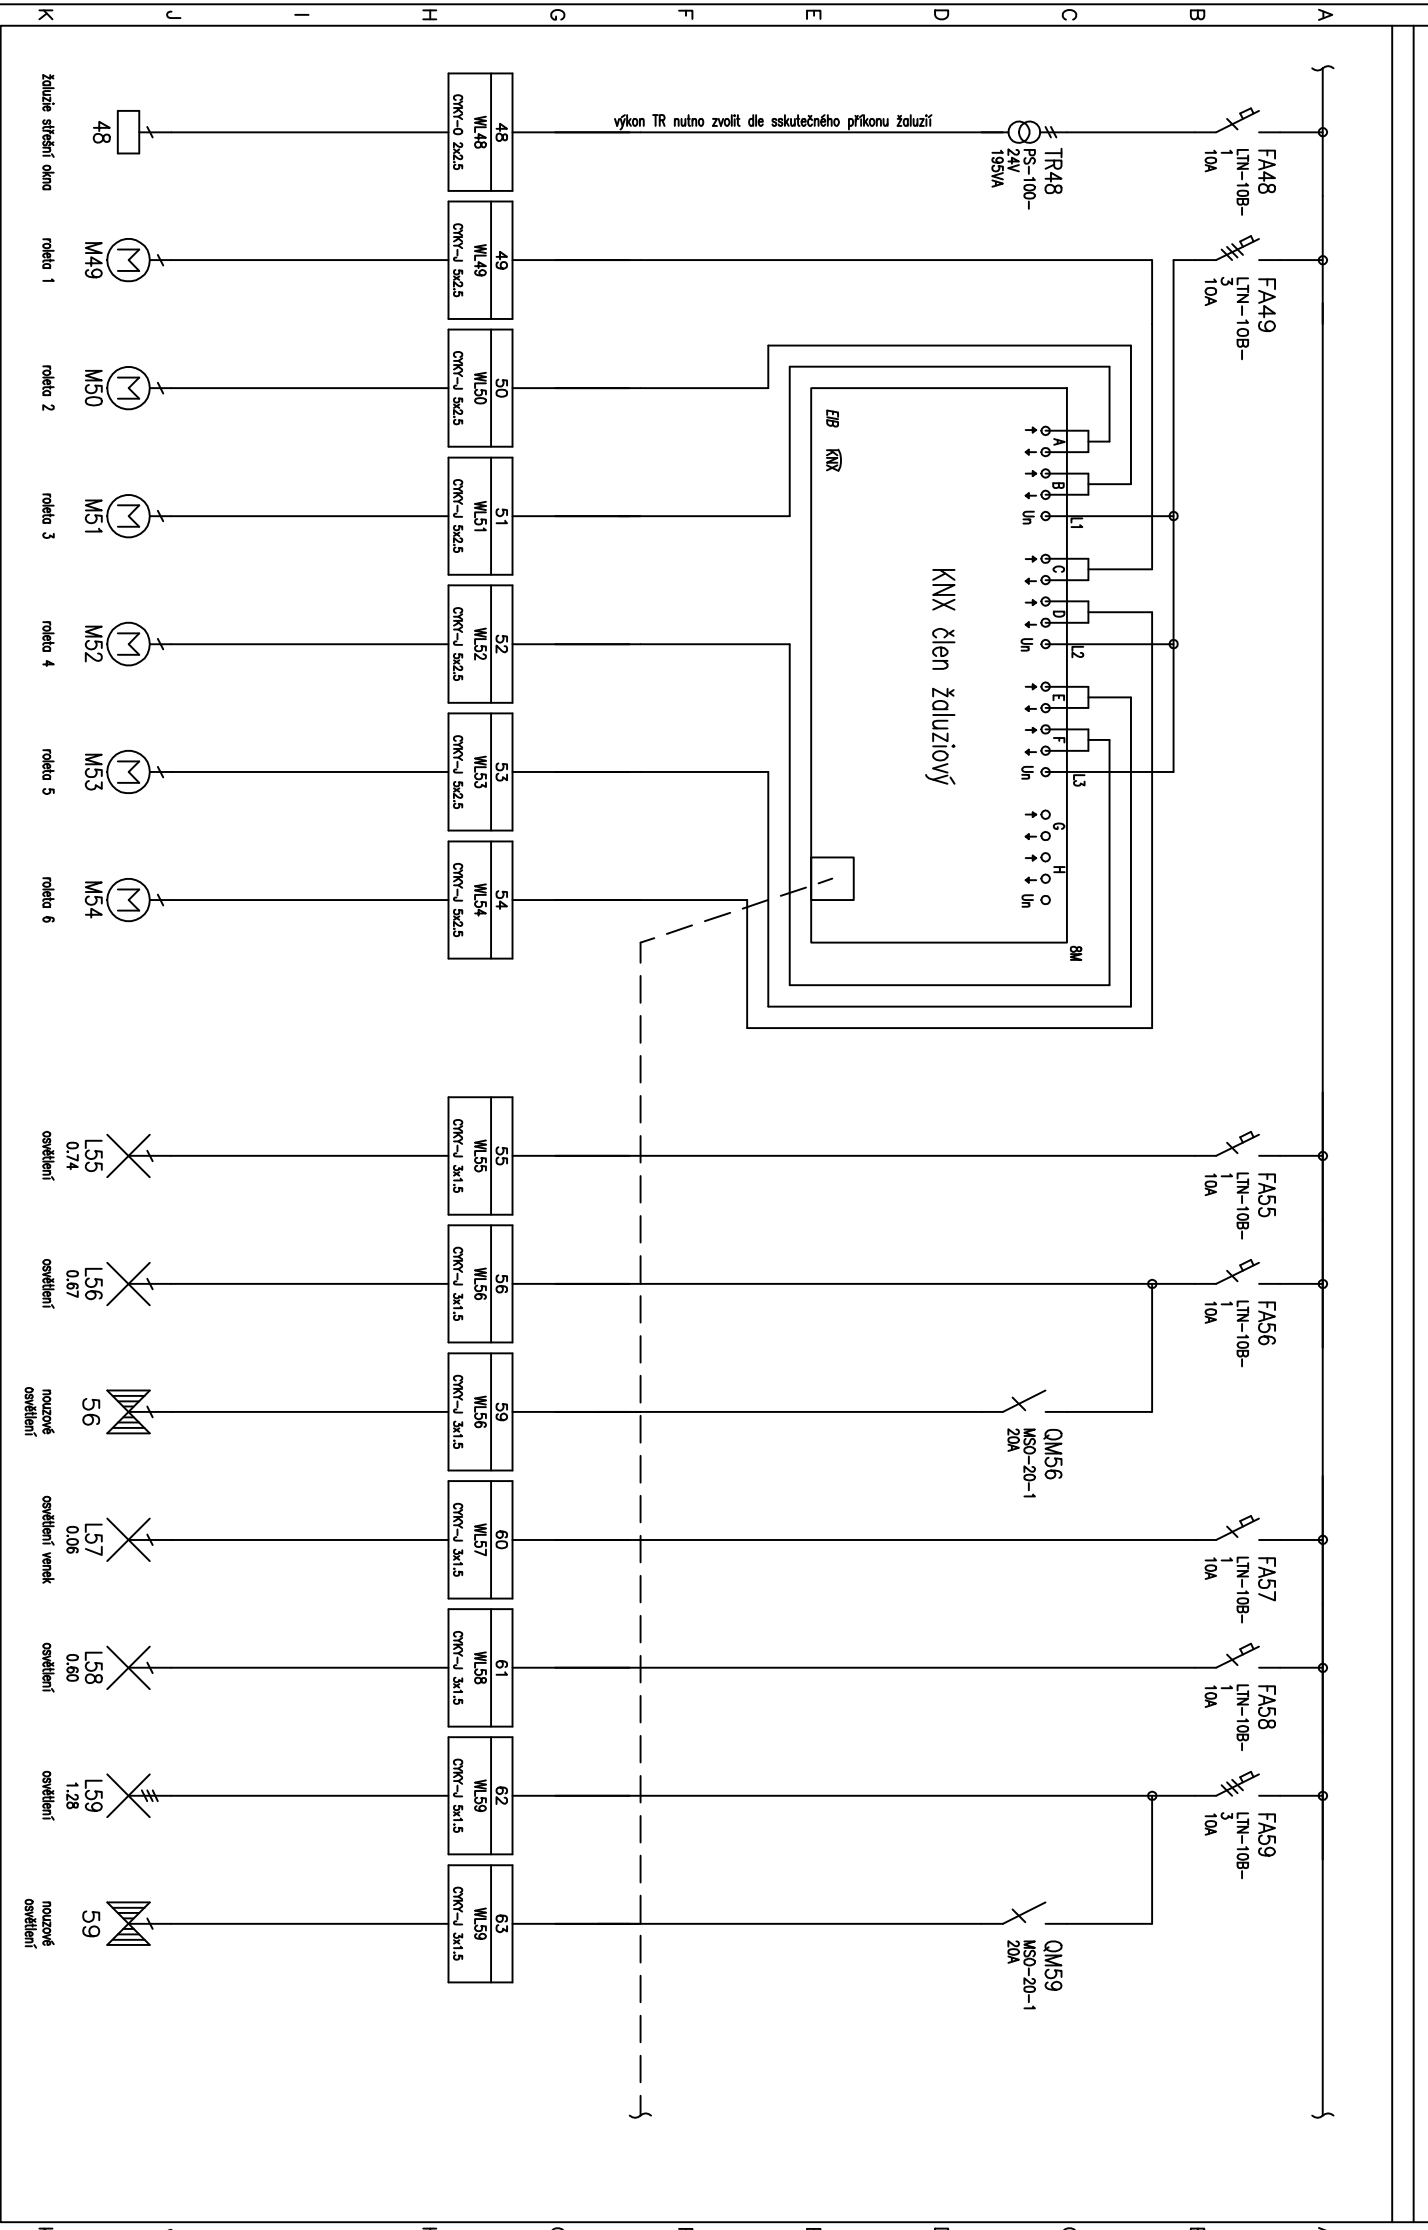 A
B
C
D
E
F
G
H
I
J
K
FA48
LTN-10B-
1
10A
FA49
LTN-10B-
3
10A
FA55
LTN-10B-
1
10A
FA56
LTN-10B-
1
10A
FA57
LTN-10B-
1
10A
FA58
LTN-10B-
1
10A
FA59
LTN-10B-
3
10A
TR48
PS-100-
24V
195VA
QM56
MSO-20-1
20A
QM59
MSO-20-1
20A
výkon TR nutno zvolit dle sskutečného příkonu žaluzií
L1
L2
L3
8M
A
B
Un
C
D
Un
E
F
Un
G
H
Un
KNX člen žaluziový
EIB KNX
48
WL48
CYKY-O 2x2.5
49
WL49
CYKY-J 5x2.5
50
WL50
CYKY-J 5x2.5
51
WL51
CYKY-J 5x2.5
52
WL52
CYKY-J 5x2.5
53
WL53
CYKY-J 5x2.5
54
WL54
CYKY-J 5x2.5
55
WL55
CYKY-J 3x1.5
56
WL56
CYKY-J 3x1.5
59
WL56
CYKY-J 3x1.5
60
WL57
CYKY-J 3x1.5
61
WL58
CYKY-J 3x1.5
62
WL59
CYKY-J 5x1.5
63
WL59
CYKY-J 3x1.5
48
žaluzie střešní okna
M
M49
roleta 1
M
M50
roleta 2
M
M51
roleta 3
M
M52
roleta 4
M
M53
roleta 5
M
M54
roleta 6
L55
0.74
osvětlení
L56
0.67
osvětlení
56
nouzové
osvětlení
L57
0.06
osvětlení venek
L58
0.60
osvětlení
L59
1.28
osvětlení
59
nouzové
osvětlení